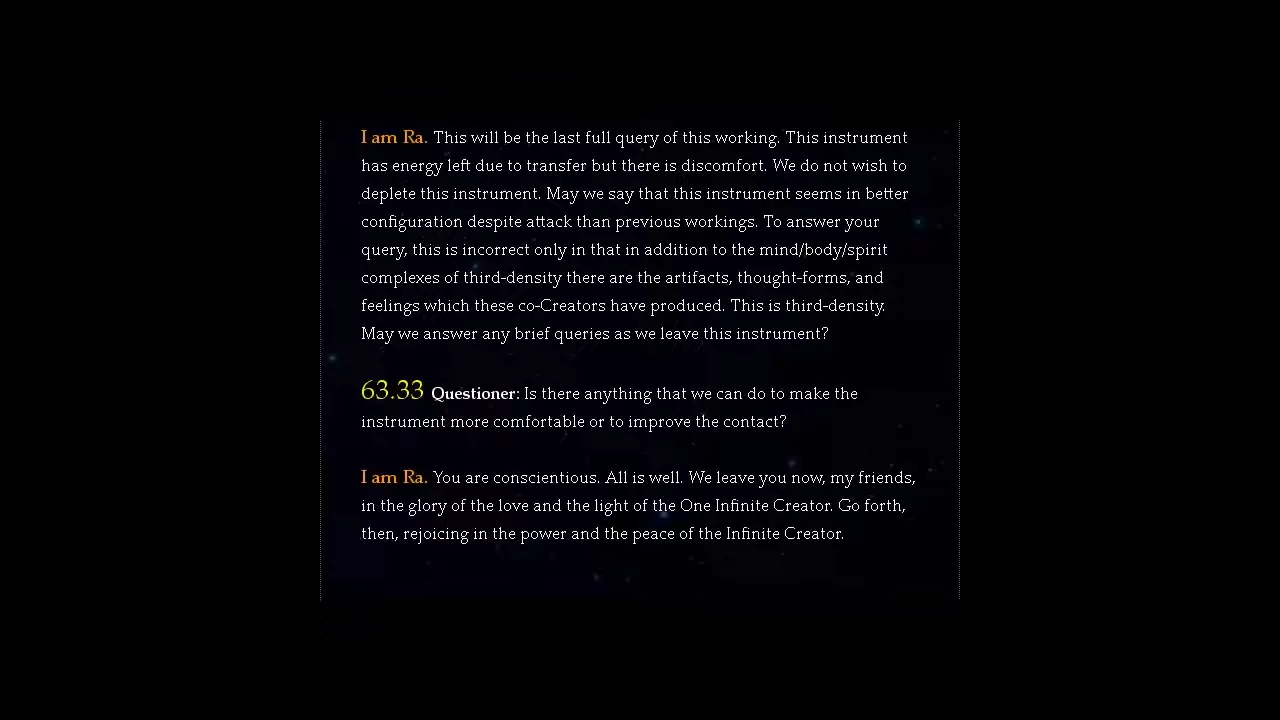 I am Ra. This will be the last full query of this working. This instrument
has energy left due to transfer but there is discomfort. We do not wish to
deplete this instrument. May we say that this instrument seems in better
configuration despite attack than previous workings. To answer your
query, this is incorrect only in that in addition to the mind/body/spirit
complexes of third-density there are the artifacts, thought-forms, and
feelings which these co-Creators have produced. This is third-density.
May we answer any brief queries as we leave this instrument?
63.33 Questioner: Is there anything that we can do to make the
instrument more comfortable or to improve the contact?
I am Ra. You are conscientious. All is well. We leave you now, my friends,
in the glory of the love and the light of the One Infinite Creator. Go forth,
then, rejoicing in the power and the peace of the Infinite Creator.